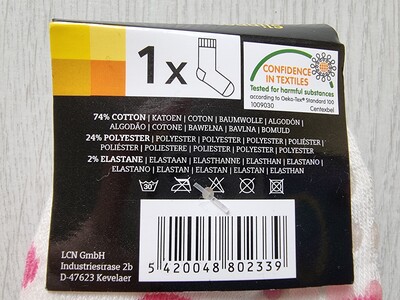 1x
CONFIDENCE
IN TEXTILES
Tested for harmful substances
according to Oeko-Tex® Standard 100
1009030
Centexbel
74% COTTON | KATOEN | COTON | BAUMWOLLE | ALGODÓN |
ALGODÃO | COTONE | BAWEŁNA | BAVLNA | BOMULD
24% POLYESTER | POLYESTER | POLYESTER | POLYESTER | POLIÉSTER |
POLIÉSTER | POLIESTERE | POLIESTER | POLYESTER | POLYESTER
2% ELASTANE | ELASTAAN | ELASTHANNE | ELASTHAN | ELASTANO |
ELASTANO | ELASTAN | ELASTAN | ELASTAN | ELASTHAN
30°
LCN GmbH
Industriestrase 2b
D-47623 Kevelaer
5 420048 802339